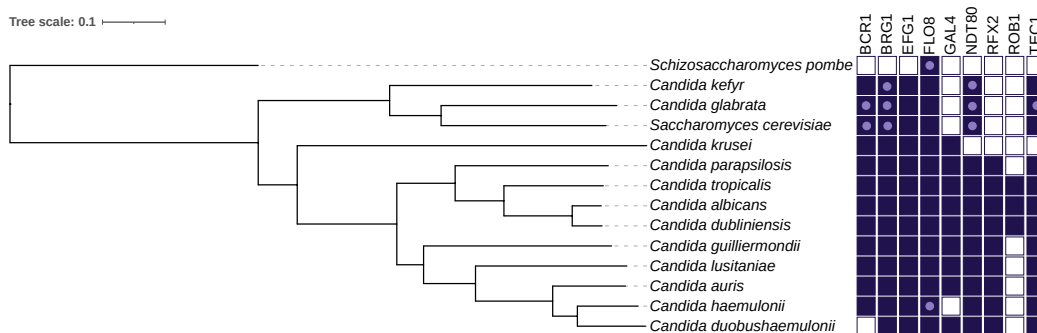 Tree scale: 0.1
BCR1 BRG1 EFG1 FLO8 GAL4 NDT80 RFX2 ROB1 TEC1
Schizosaccharomyces pombe
Candida kefyr
Candida glabrata
Saccharomyces cerevisiae
Candida krusei
Candida parapsilosis
Candida tropicalis
Candida albicans
Candida dubliniensis
Candida guilliermondii
Candida lusitaniae
Candida auris
Candida haemulonii
Candida duobushaemulonii